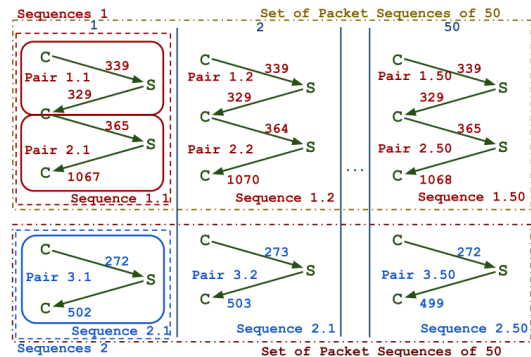 Sequences 1
Set of Packet Sequences of 50
1
2
50
C
339
Pair 1.1
S
329
C
365
Pair 2.1
S
C
1067
Sequence 1.1
C
339
Pair 1.2
S
329
C
364
Pair 2.2
S
C
1070
Sequence 1.2
...
C
339
Pair 1.50
S
329
C
365
Pair 2.50
S
C
1068
Sequence 1.50
C
272
Pair 3.1
S
C
502
Sequence 2.1
C
273
Pair 3.2
S
C
503
Sequence 2.1
C
272
Pair 3.50
S
C
499
Sequence 2.50
Sequences 2
Set of Packet Sequences of 50